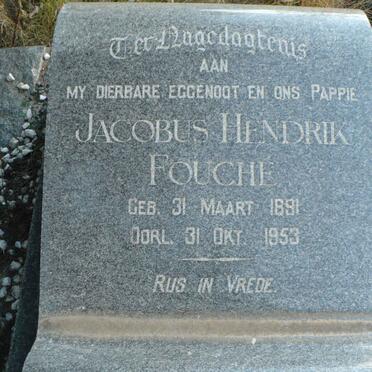 Ter Nagedagtenis
AAN
MY DIERBARE EGGENOOT EN ONS PAPPIE
JACOBUS HENDRIK
FOUCHE
GEB. 31 MAART 1891
OORL. 31 OKT. 1953
RUS IN VREDE.